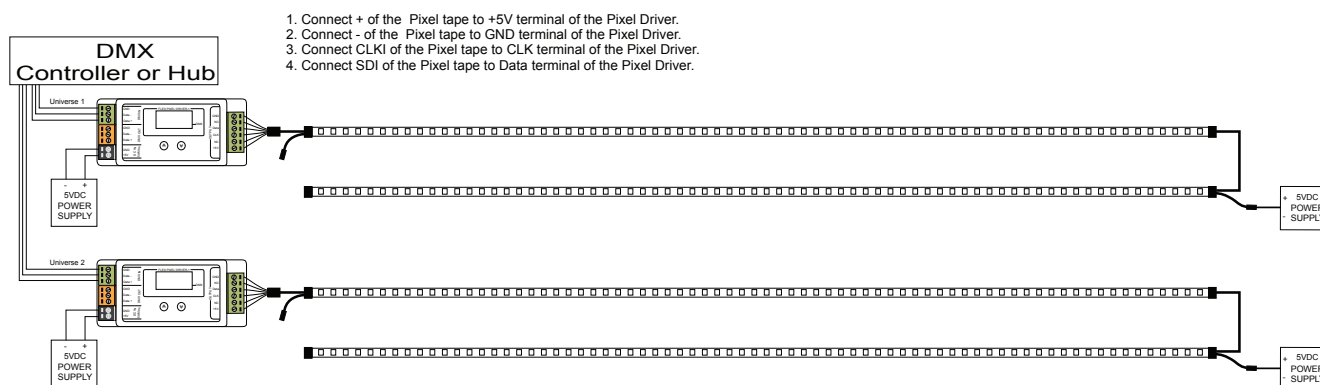 1. Connect + of the Pixel tape to +5V terminal of the Pixel Driver.
2. Connect - of the Pixel tape to GND terminal of the Pixel Driver.
3. Connect CLKI of the Pixel tape to CLK terminal of the Pixel Driver.
4. Connect SDI of the Pixel tape to Data terminal of the Pixel Driver.
DMX
Controller or Hub
Universe 1
- +
5VDC
POWER
SUPPLY
+ 5VDC
POWER
- SUPPLY
Universe 2
- +
5VDC
POWER
SUPPLY
+ 5VDC
POWER
- SUPPLY